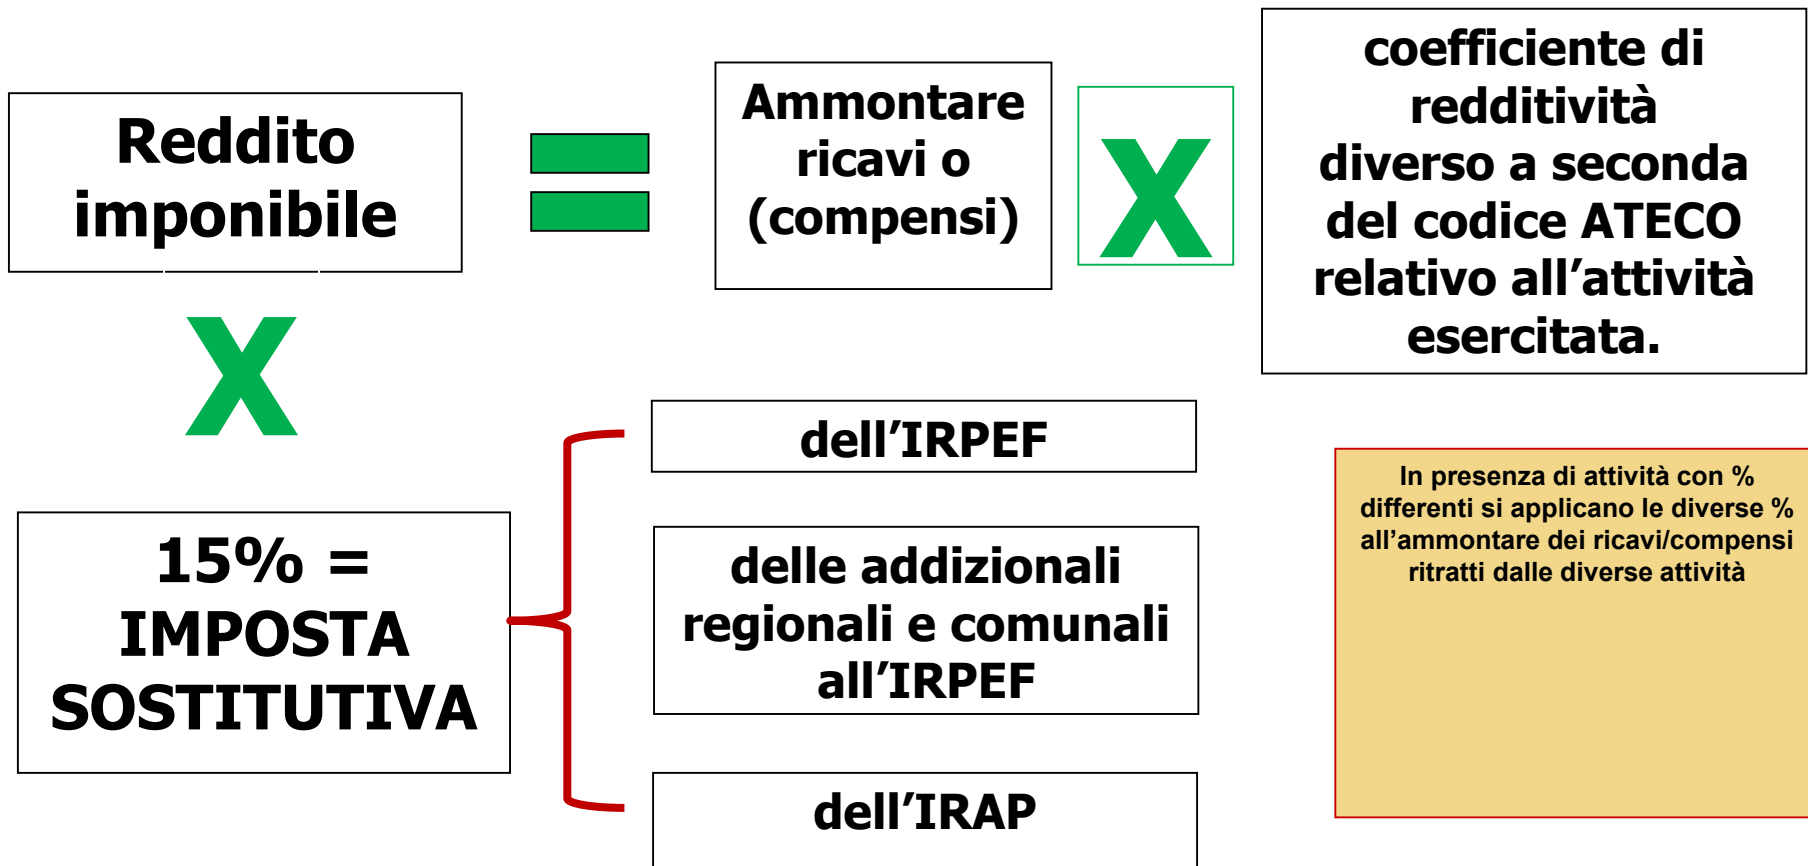 Reddito
imponibile
Ammontare
ricavi o
(compensi)
X
coefficiente di
redditività
diverso a seconda
del codice ATECO
relativo all’attività
esercitata.
X
15% =
IMPOSTA
SOSTITUTIVA
dell’IRPEF
delle addizionali
regionali e comunali
all’IRPEF
dell’IRAP
In presenza di attività con %
differenti si applicano le diverse %
all’ammontare dei ricavi/compensi
ritratti dalle diverse attività